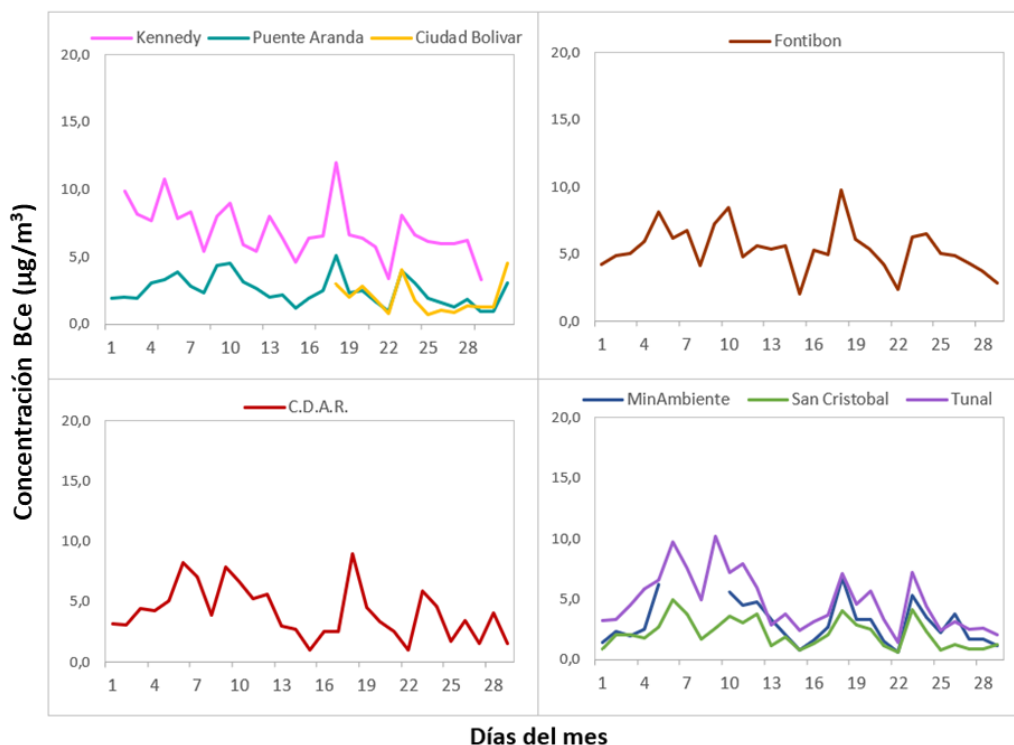 Concentración BCe (µg/m³)
Kennedy Puente Aranda Ciudad Bolivar
20,0
15,0
10,0
5,0
0,0
1 4 7 10 13 16 19 22 25 28
Fontibon
20,0
15,0
10,0
5,0
0,0
1 4 7 10 13 16 19 22 25 28
C.D.A.R.
20,0
15,0
10,0
5,0
0,0
1 4 7 10 13 16 19 22 25 28
MinAmbiente San Cristobal Tunal
20,0
15,0
10,0
5,0
0,0
1 4 7 10 13 16 19 22 25 28
Días del mes